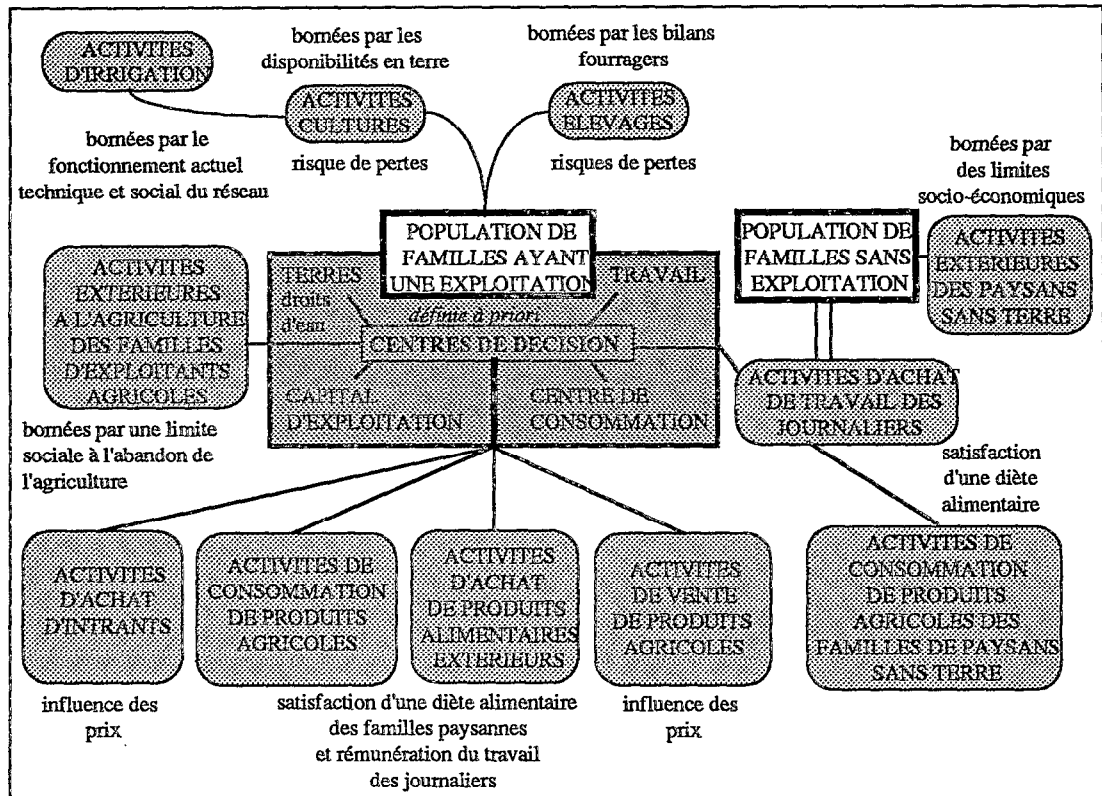 ACTIVITES
D'IRRIGATION
bornées par les
disponibilités en terre
bornées par les bilans
fourragers
ACTIVITES
CULTURES
ACTIVITES
ELEVAGES
bornées par le
fonctionnement actuel
technique et social du réseau
risque de pertes
risques de pertes
bornées par
des limites
socio-économiques
POPULATION DE
FAMILLES AYANT
UNE EXPLOITATION
POPULATION DE
FAMILLES SANS
EXPLOITATION
ACTIVITES
EXTERIEURES
DES PAYSANS
SANS TERRE
ACTIVITES
EXTERIEURES
A L'AGRICULTURE
DES FAMILLES
D'EXPLOITANTS
AGRICOLES
TERRES
droits
d'eau
TRAVAIL
définie à priori
CENTRES DE DECISION
CAPITAL
D'EXPLOITATION
CENTRE DE
CONSOMMATION
ACTIVITES D'ACHAT
DE TRAVAIL DES
JOURNALIERS
bornées par une limite
sociale à l'abandon de
l'agriculture
satisfaction
d'une diète
alimentaire
ACTIVITES
D'ACHAT
D'INTRANTS
ACTIVITES DE
CONSOMMATION
DE PRODUITS
AGRICOLES
ACTIVITES
D'ACHAT
DE PRODUITS
ALIMENTAIRES
EXTERIEURS
ACTIVITES
DE VENTE
DE PRODUITS
AGRICOLES
ACTIVITES DE
CONSOMMATION
DE PRODUITS
AGRICOLES DES
FAMILLES DE PAYSANS
SANS TERRE
influence des
prix
satisfaction d'une diète alimentaire
des familles paysannes
et rémunération du travail
des journaliers
influence des
prix